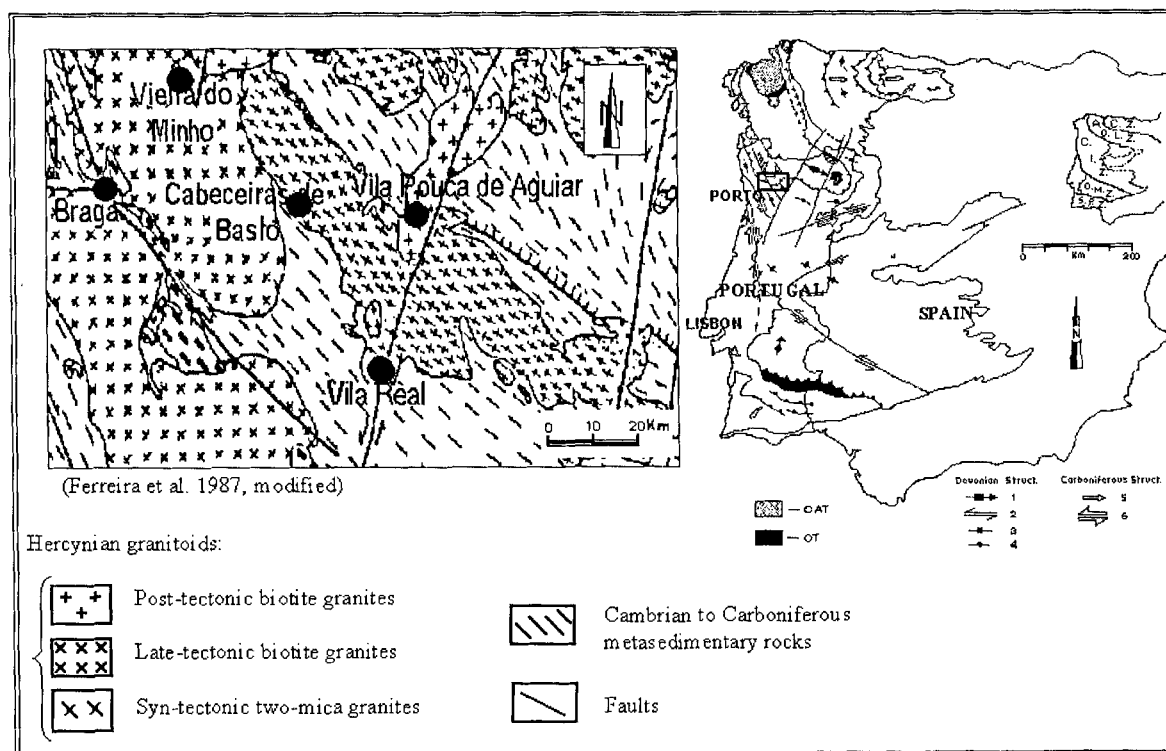 Vieira do
Minho
Braga
Cabeceiras de
Basto
Vila Pouca de Aguiar
Vila Real
0 10 20 Km
(Ferreira et al. 1987, modified)
PORTO
PORTUGAL
LISBON
SPAIN
N
0 Km 200
Devonian Struct.
1
2
3
4
Carboniferous Struct.
5
6
— OAT
— OT
Hercynian granitoids:
Post-tectonic biotite granites
Late-tectonic biotite granites
Syn-tectonic two-mica granites
Cambrian to Carboniferous
metasedimentary rocks
Faults